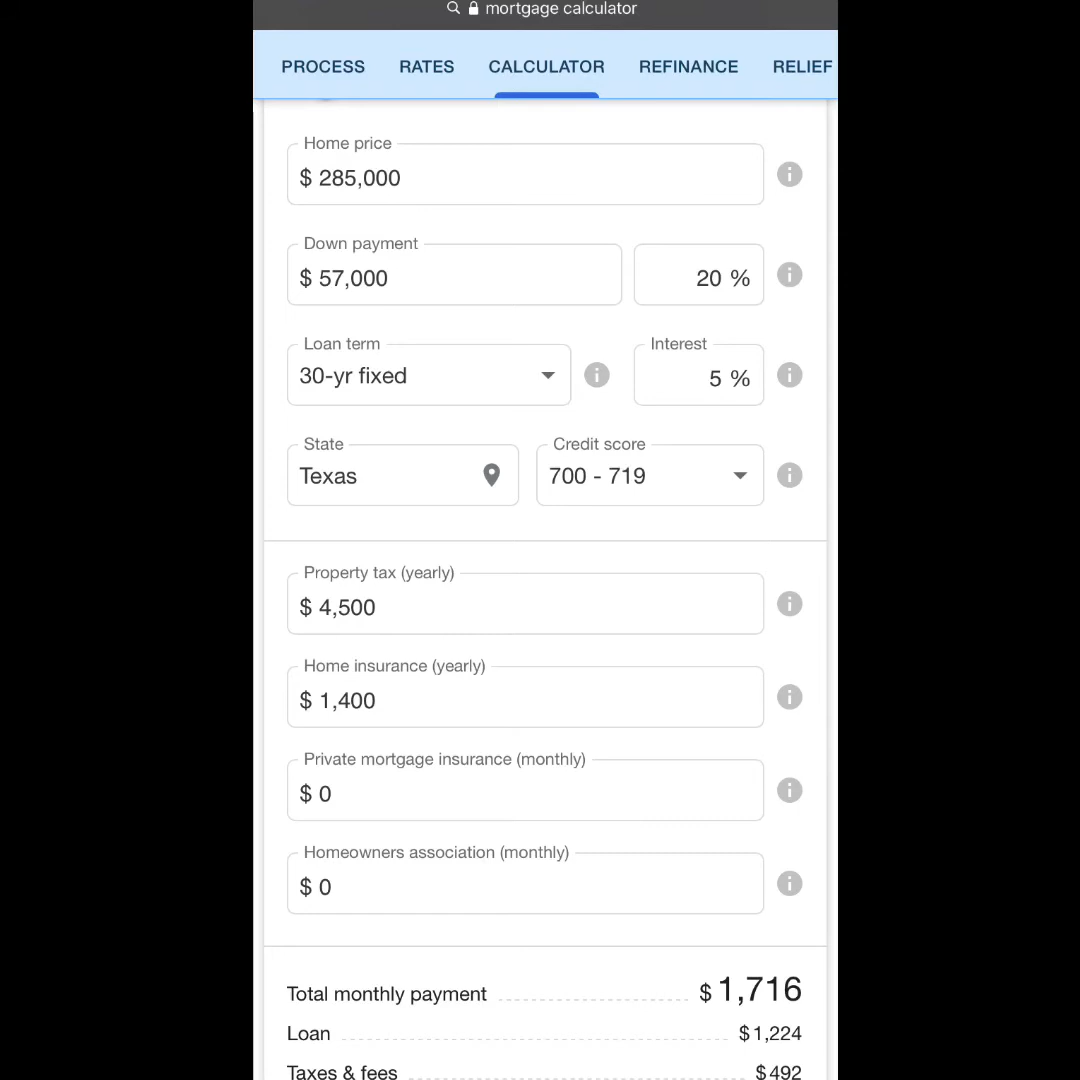 mortgage calculator
PROCESS RATES CALCULATOR REFINANCE RELIEF
Home price
$ 285,000
Down payment
$ 57,000 20 %
Loan term Interest
30-yr fixed 5 %
State Credit score
Texas 700 - 719
Property tax (yearly)
$ 4,500
Home insurance (yearly)
$ 1,400
Private mortgage insurance (monthly)
$ 0
Homeowners association (monthly)
$ 0
Total monthly payment $ 1,716
Loan $ 1,224
Taxes & fees $ 492